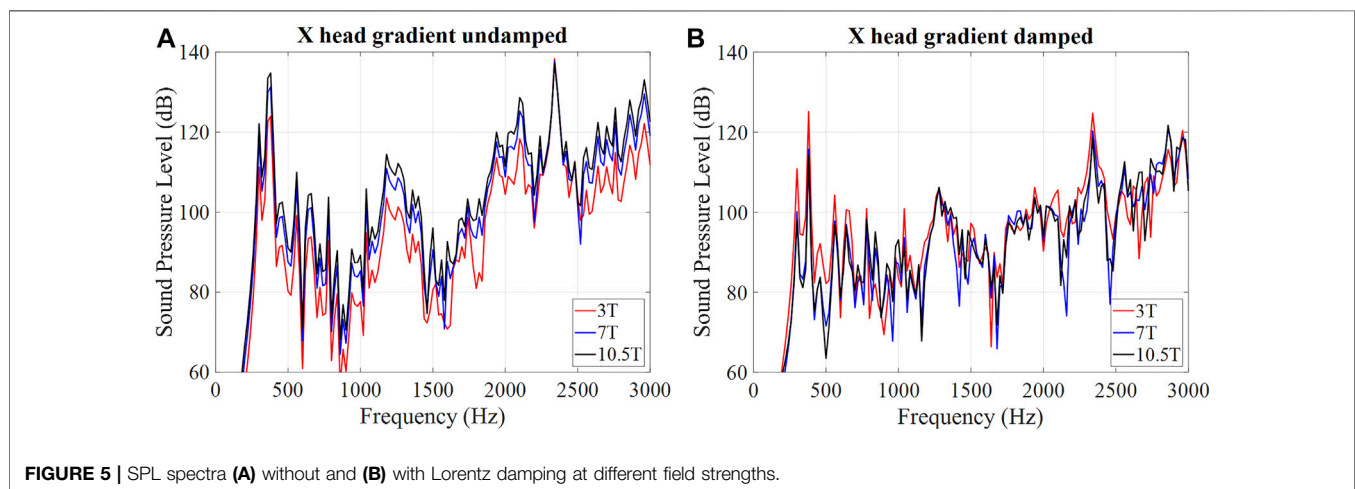 A
X head gradient undamped
140
120
100
80
60
Sound Pressure Level (dB)
0
500
1000
1500
2000
2500
3000
Frequency (Hz)
3T
7T
10.5T
B
X head gradient damped
140
120
100
80
60
Sound Pressure Level (dB)
0
500
1000
1500
2000
2500
3000
Frequency (Hz)
3T
7T
10.5T
FIGURE 5 | SPL spectra (A) without and (B) with Lorentz damping at different field strengths.